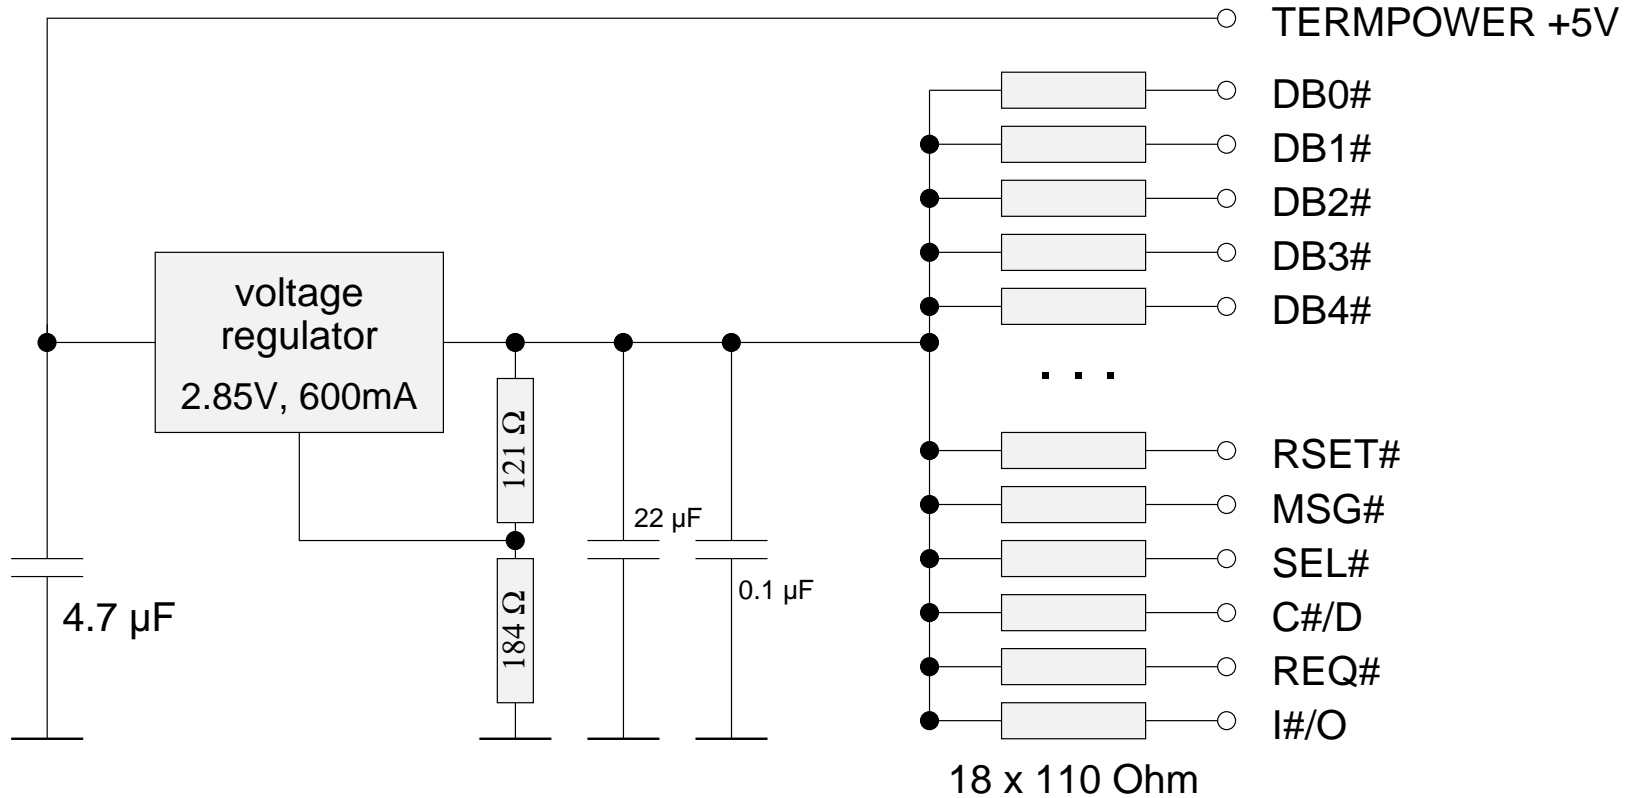 TERMPOWER +5V
DB0#
DB1#
DB2#
DB3#
DB4#
voltage
regulator
2.85V, 600mA
. . .
121 Ω
RSET#
MSG#
22 µF
SEL#
0.1 µF
4.7 µF
184 Ω
C#/D
REQ#
I#/O
18 x 110 Ohm